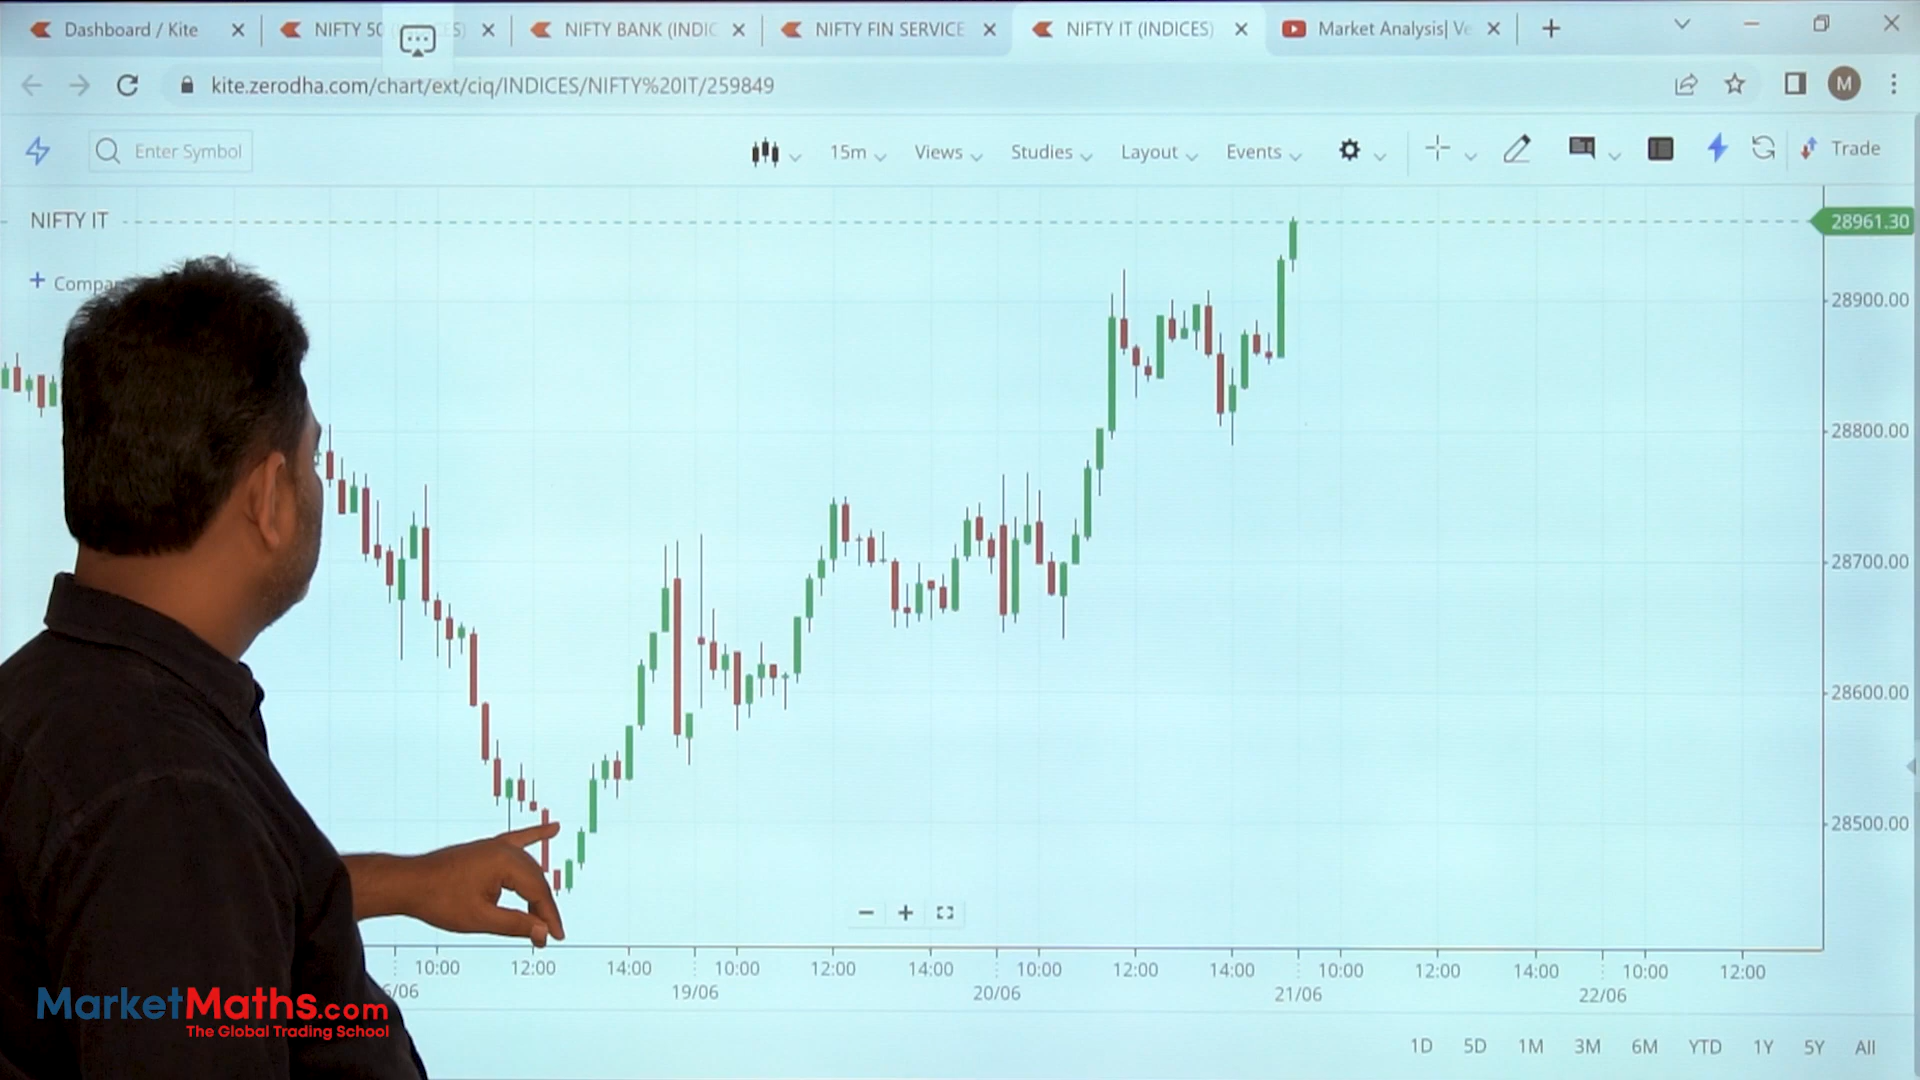 Dashboard / Kite
NIFTY 50
NIFTY BANK (INDIC
NIFTY FIN SERVICE
NIFTY IT (INDICES)
Market Analysis| Ve
kite.zerodha.com/chart/ext/ciq/INDICES/NIFTY%20IT/259849
M
Enter Symbol
15m
Views
Studies
Layout
Events
Trade
NIFTY IT
+ Compa
28961.30
28900.00
28800.00
28700.00
28600.00
28500.00
10:00 12:00 14:00 10:00 12:00 14:00 10:00 12:00 14:00 10:00 12:00 14:00 10:00 12:00
6/06 19/06 20/06 21/06 22/06
MarketMaths.com
The Global Trading School
1D 5D 1M 3M 6M YTD 1Y 5Y All